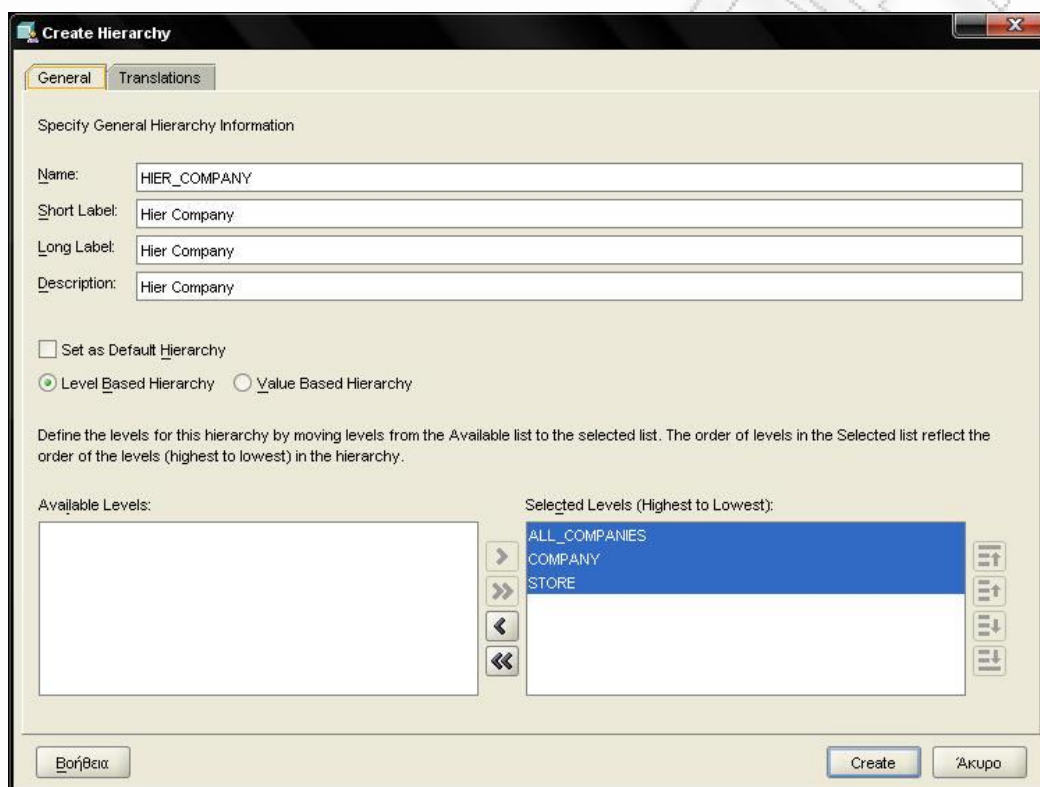 Create Hierarchy
General Translations
Specify General Hierarchy Information
Name: HIER_COMPANY
Short Label: Hier Company
Long Label: Hier Company
Description: Hier Company
Set as Default Hierarchy
Level Based Hierarchy Value Based Hierarchy
Define the levels for this hierarchy by moving levels from the Available list to the selected list. The order of levels in the Selected list reflect the
order of the levels (highest to lowest) in the hierarchy.
Available Levels: Selected Levels (Highest to Lowest):
ALL_COMPANIES
COMPANY
STORE
Βοήθεια Create Άκυρο